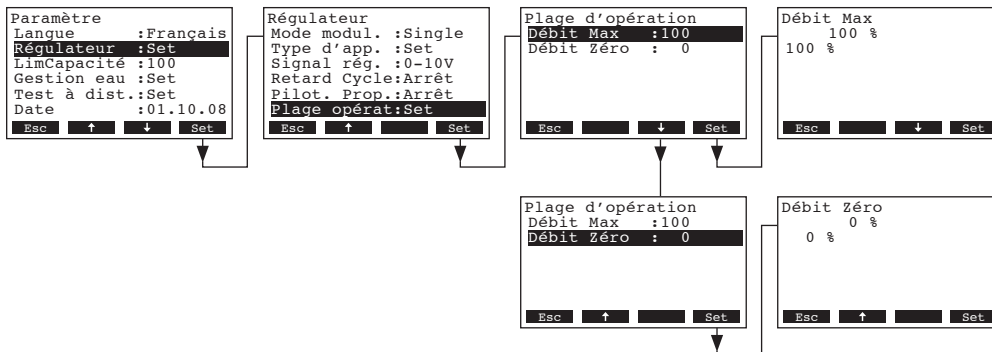 Paramètre
Langue :Français
Régulateur :Set
LimCapacité :100
Gestion eau :Set
Test à dist.:Set
Date :01.10.08
Esc ↑ ↓ Set
Régulateur
Mode modul. :Single
Type d'app. :Set
Signal rég. :0-10V
Retard Cycle:Arrêt
Pilot. Prop.:Arrêt
Plage opérat:Set
Esc ↑ Set
Plage d'opération
Débit Max :100
Débit Zéro : 0
Esc ↓ Set
Débit Max
100 %
100 %
Esc ↓ Set
Plage d'opération
Débit Max :100
Débit Zéro : 0
Esc ↑ Set
Débit Zéro
0 %
0 %
Esc ↑ Set